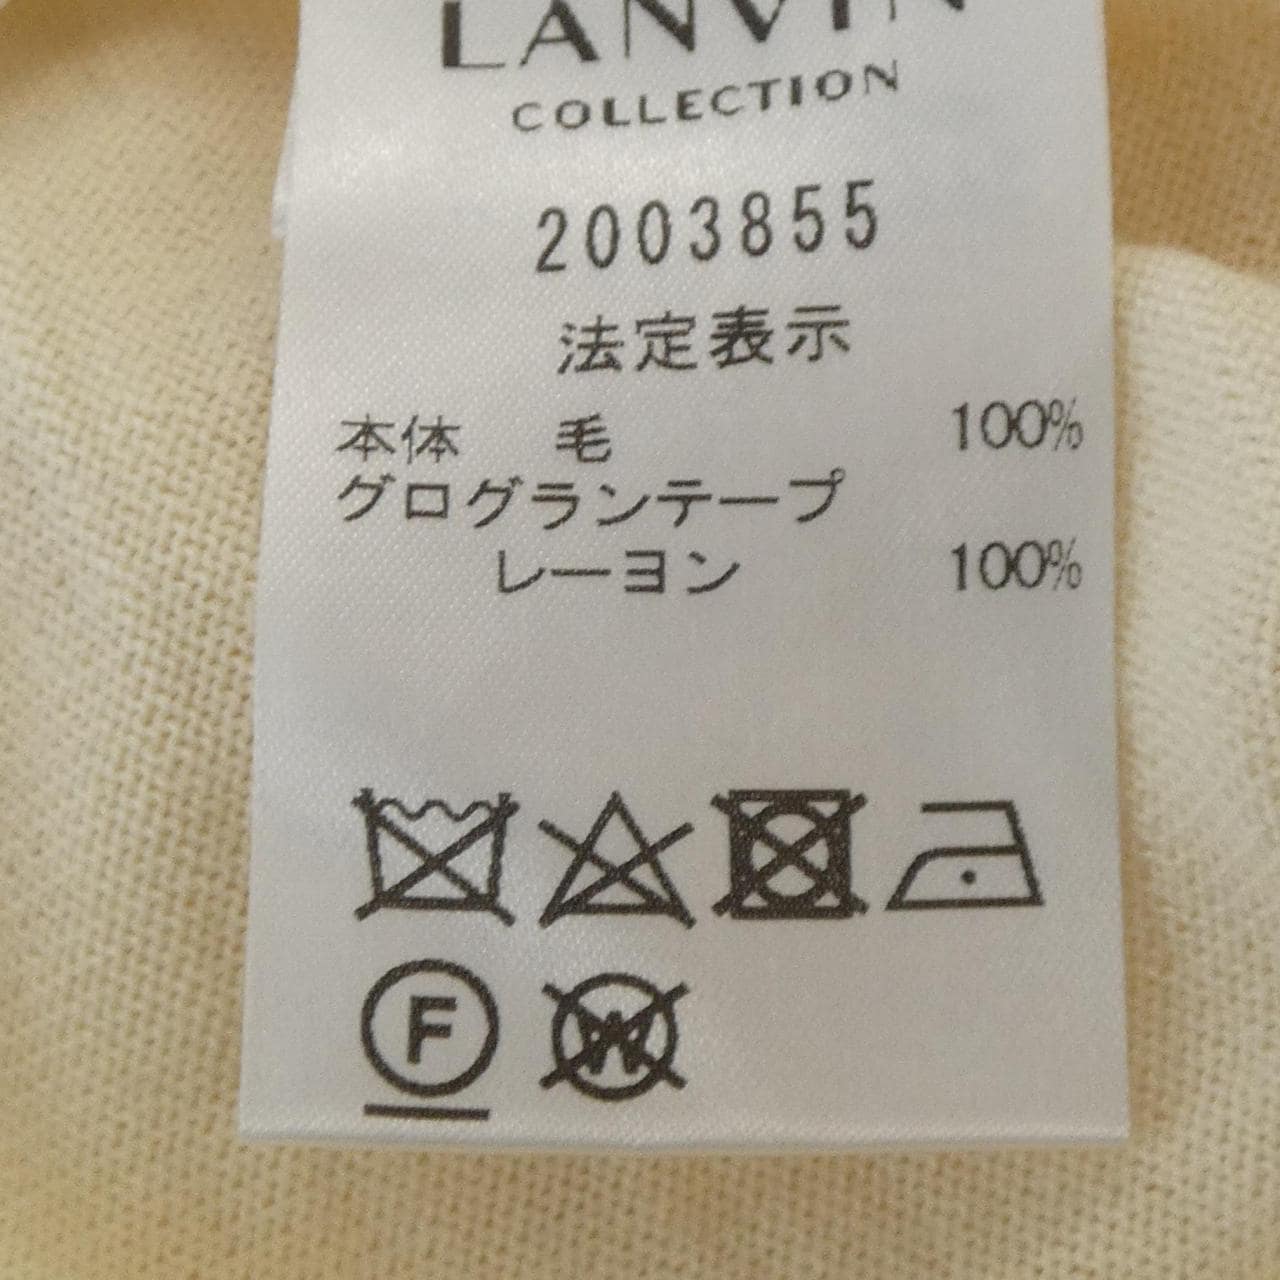 LANVIN
COLLECTION
2003855
法定表示
本体 毛 100%
グログランテープ
レーヨン 100%
F
W